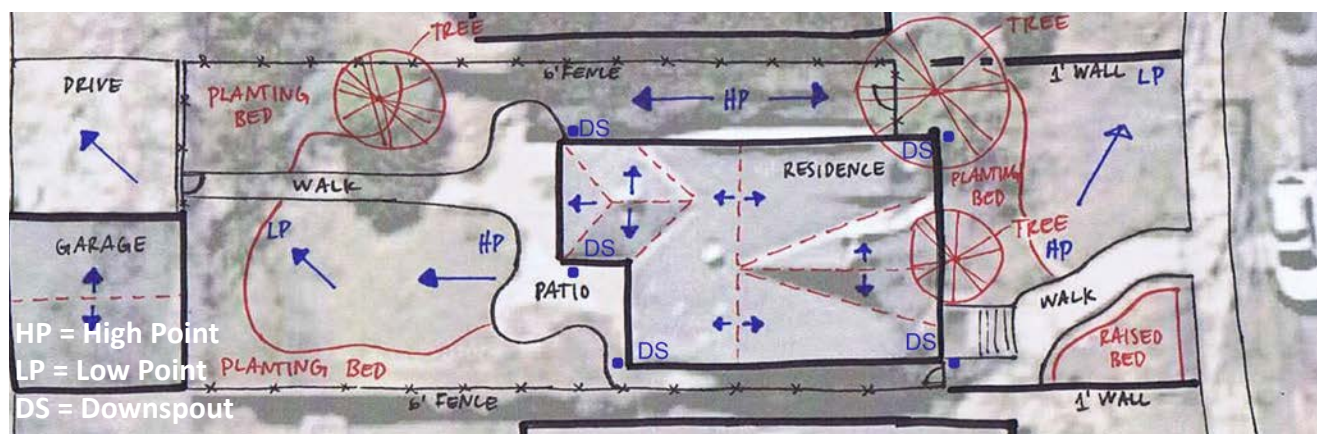 TREE
TREE
DRIVE
PLANTING
BED
6' FENCE
HP
1' WALL
LP
DS
DS
RESIDENCE
WALK
PLANTING
BED
TREE
LP
HP
HP
GARAGE
DS
PATIO
WALK
HP = High Point
LP = Low Point
DS = Downspout
PLANTING BED
DS
DS
RAISED
BED
6' FENCE
1' WALL